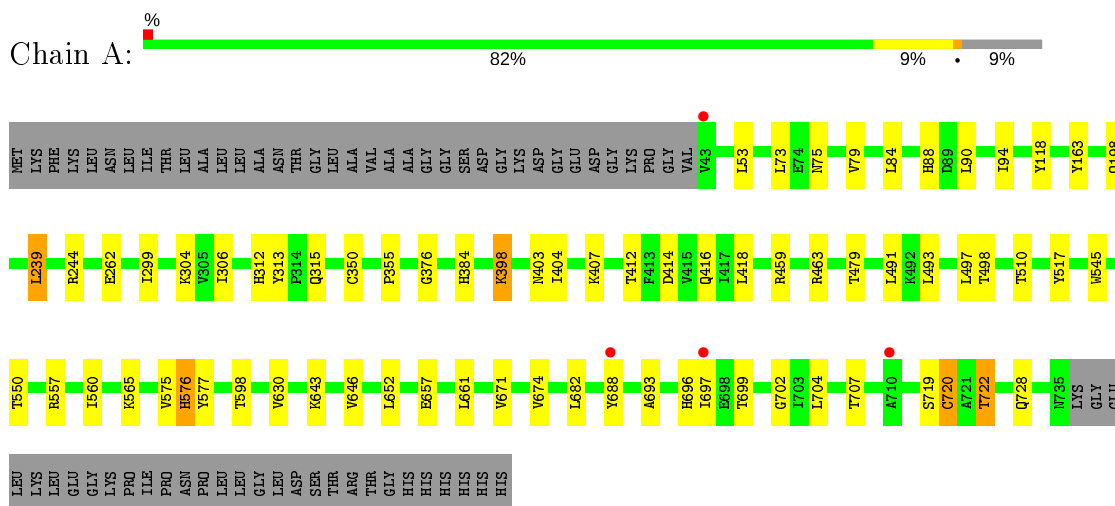 %
Chain A:
82% 9% • 9%
MET LYS PHE LYS LEU ASN LEU ILE THR LEU ALA LEU LEU ALA ASN THR GLY LEU ALA VAL ALA ALA GLY GLY SER ASP GLY LYS ASP GLY GLU ASP GLY LYS PRO GLY VAL V43 L53 L73 E74 N75 V79 L84 H88 D89 L90 I94 Y118 Y163 Q198
L239 R244 E262 I299 K304 V305 L306 H312 Y313 P314 Q315 C350 P355 G376 H384 K398 N403 I404 K407 T412 F413 D414 V415 Q416 I417 L418 R459 R463 T479 L491 K492 L493 L497 T498 T510 Y517 W545
T550 R557 I560 K565 V575 H576 Y577 T598 V630 K643 V646 L652 E657 L661 V671 V674 L682 Y688 A693 H696 I697 E698 T699 G702 I703 L704 T707 A710 S719 C720 A721 T722 Q728 N735 LYS GLY GLU
LEU LYS LEU GLU GLY LYS PRO ILE PRO ASN PRO LEU LEU GLY LEU ASP SER THR ARG THR GLY HIS HIS HIS HIS HIS HIS